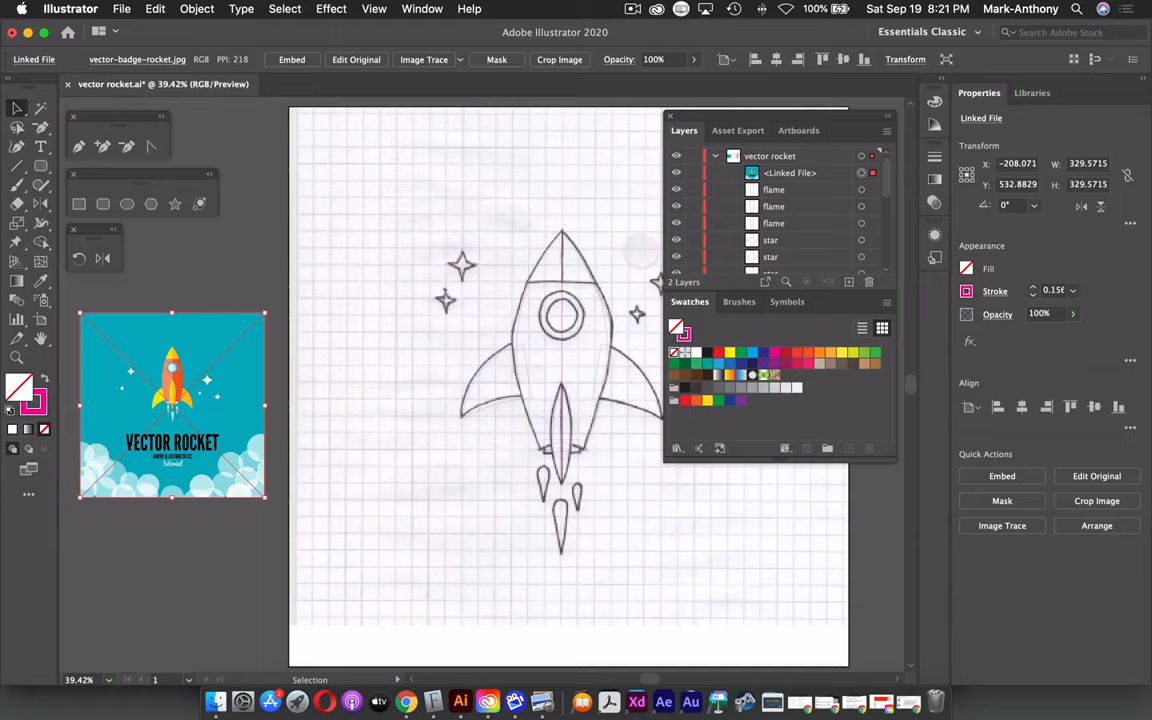 Illustrator File Edit Object Type Select Effect View Window Help 100% Sat Sep 19 8:21 PM Mark-Anthony
Adobe Illustrator 2020 Essentials Classic Search Adobe Stock
Linked File vector-badge-rocket.jpg RGB PPI: 218 Embed Edit Original Image Trace Mask Crop Image Opacity: 100% Transform
vector rocket.ai* @ 39.42% (RGB/Preview)
Layers Asset Export Artboards
vector rocket
<Linked File>
flame
flame
flame
star
star
2 Layers
Swatches Brushes Symbols
Properties Libraries
Linked File
Transform
X: -208.071 W: 329.5715
Y: 532.8829 H: 329.5715
0°
Appearance
Fill
Stroke 0.156
Opacity 100%
fx.
Align
Quick Actions
Embed Edit Original
Mask Crop Image
Image Trace Arrange
VECTOR ROCKET
ADOBE ILLUSTRATOR CC
tutorial
39.42% 1 Selection